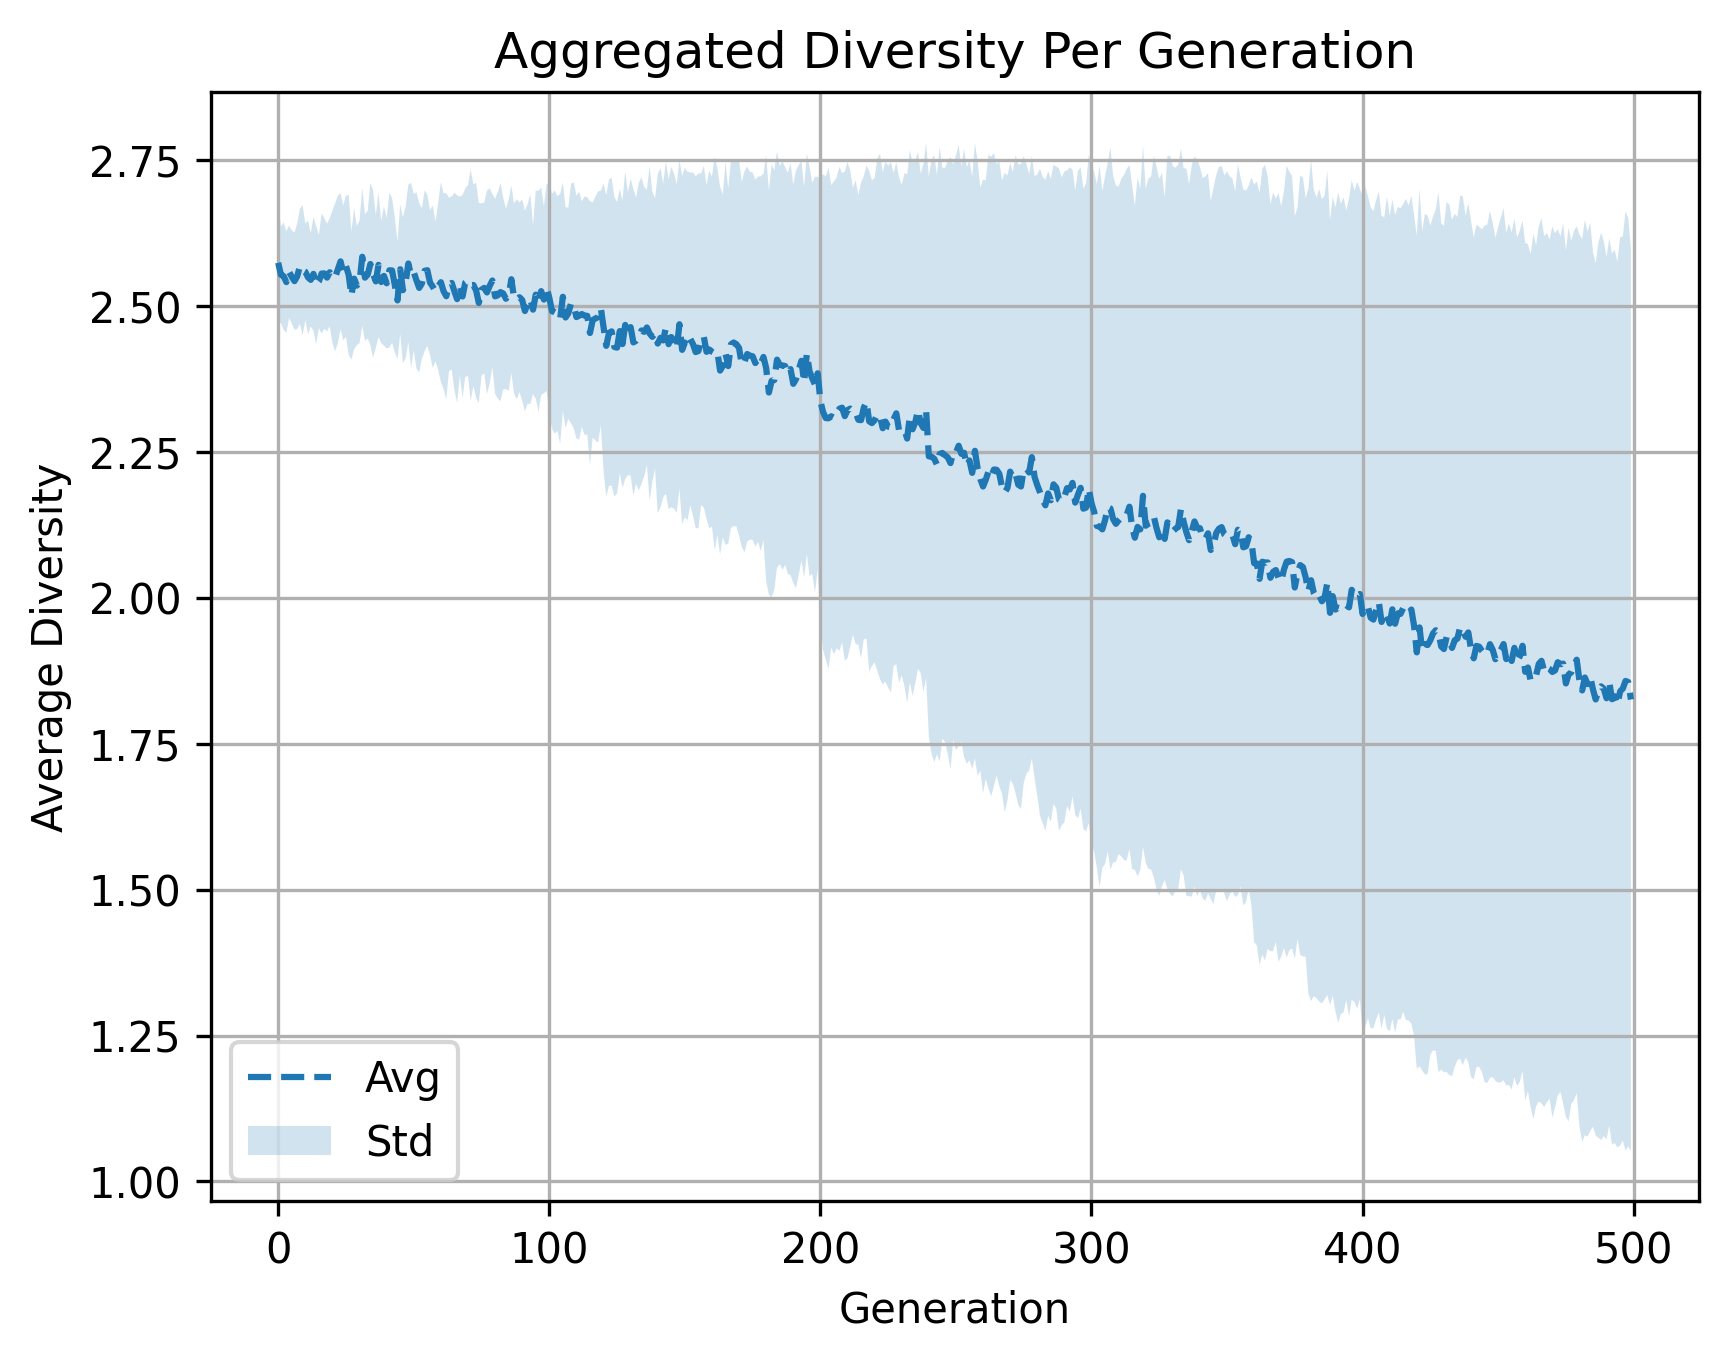 Aggregated Diversity Per Generation
Average Diversity
2.75
2.50
2.25
2.00
1.75
1.50
1.25
1.00
Avg
Std
0 100 200 300 400 500
Generation